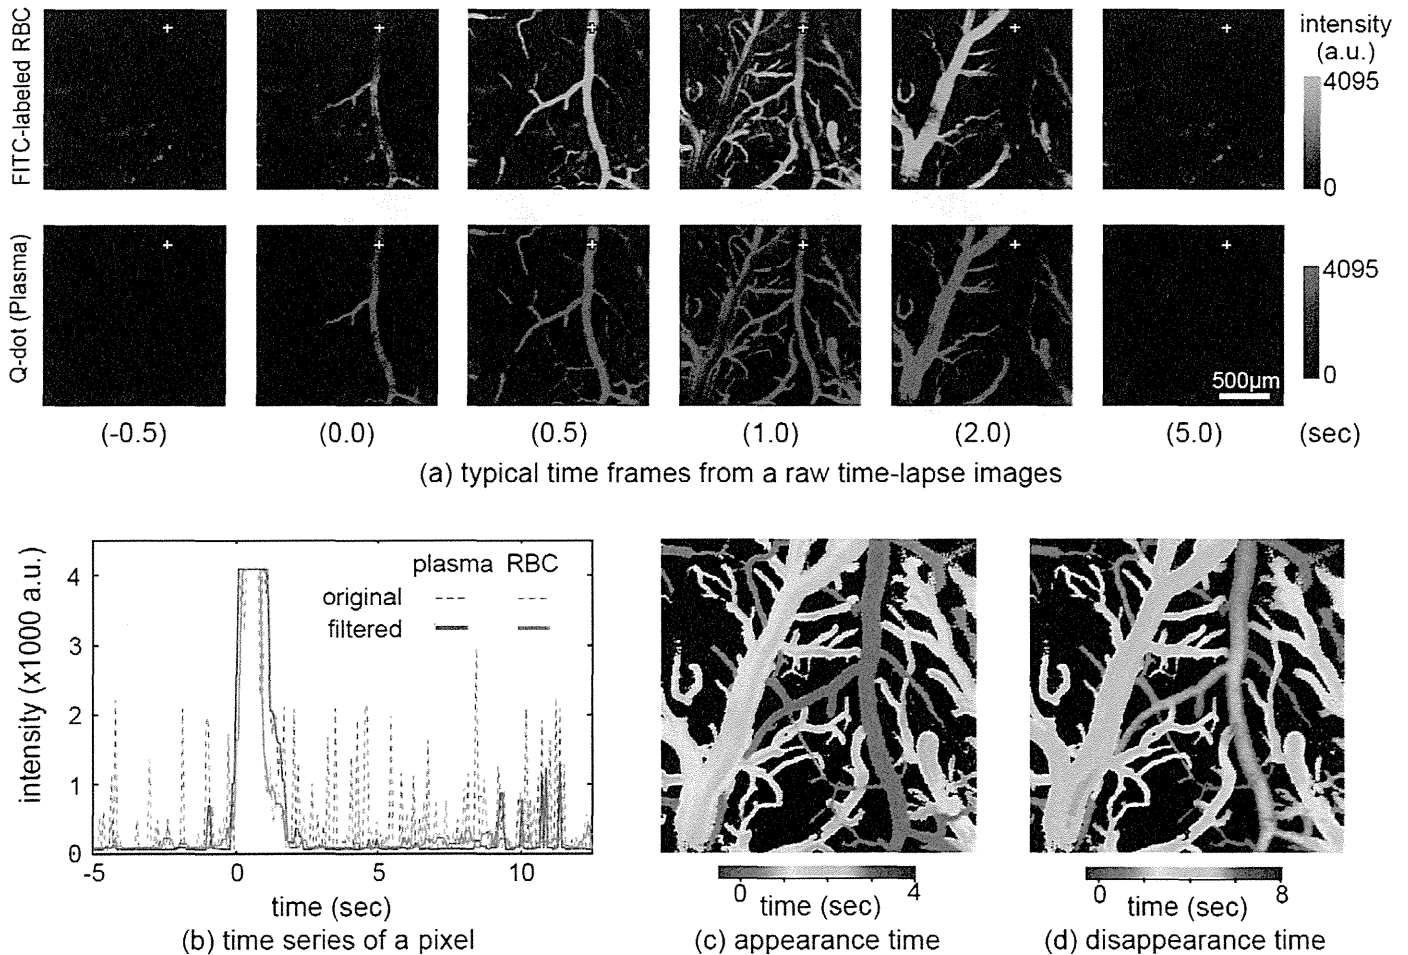 FITC-labeled RBC
intensity
(a.u.)
4095
0
Q-dot (Plasma)
4095
0
500µm
(-0.5) (0.0) (0.5) (1.0) (2.0) (5.0) (sec)
(a) typical time frames from a raw time-lapse images
intensity (x1000 a.u.)
4
3
2
1
0
plasma RBC
original
filtered
-5 0 5 10
time (sec)
(b) time series of a pixel
0 4
time (sec)
(c) appearance time
0 8
time (sec)
(d) disappearance time